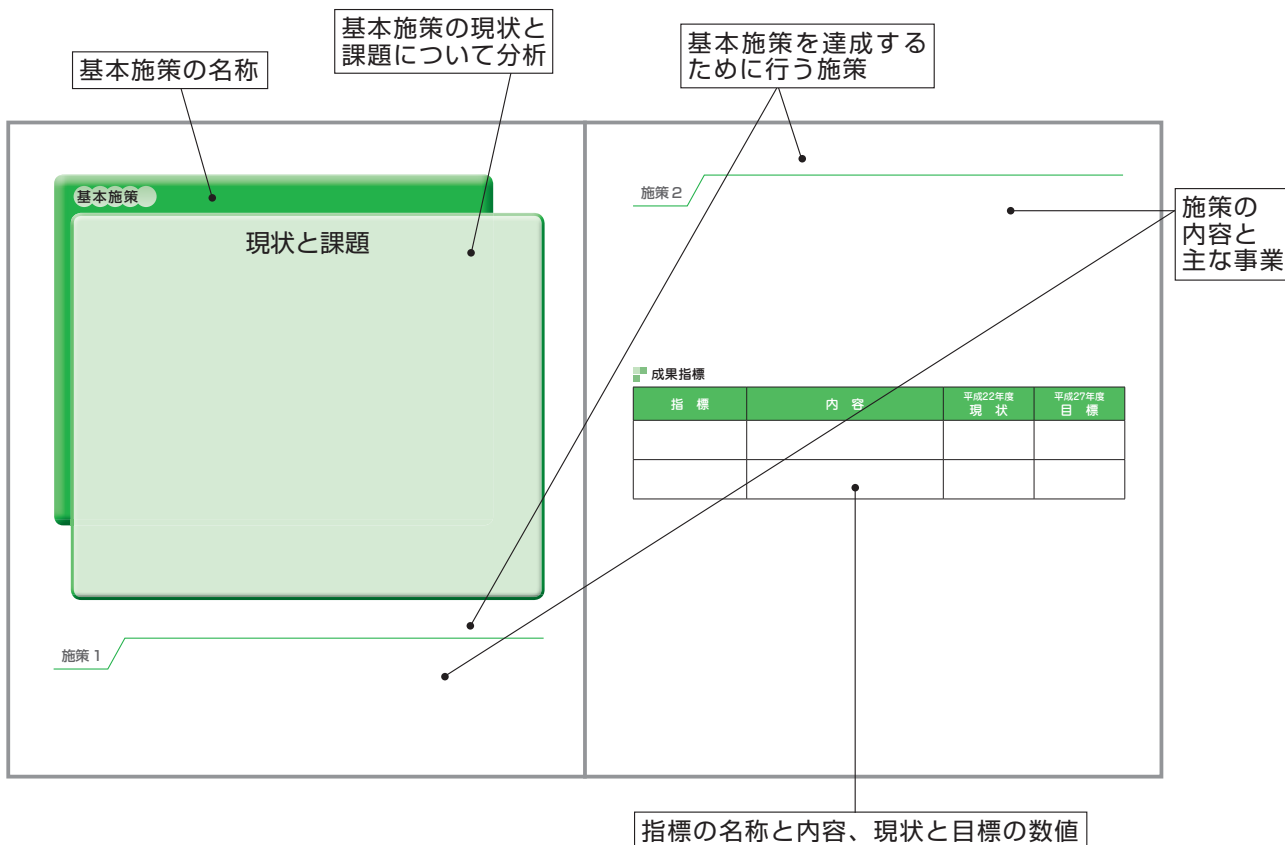 基本施策の名称
基本施策の現状と
課題について分析
基本施策を達成する
ために行う施策
基本施策
現状と課題
施策1
施策2
施策の
内容と
主な事業
成果指標
指 標 内 容 平成22年度 現 状 平成27年度 目 標
指標の名称と内容、現状と目標の数値